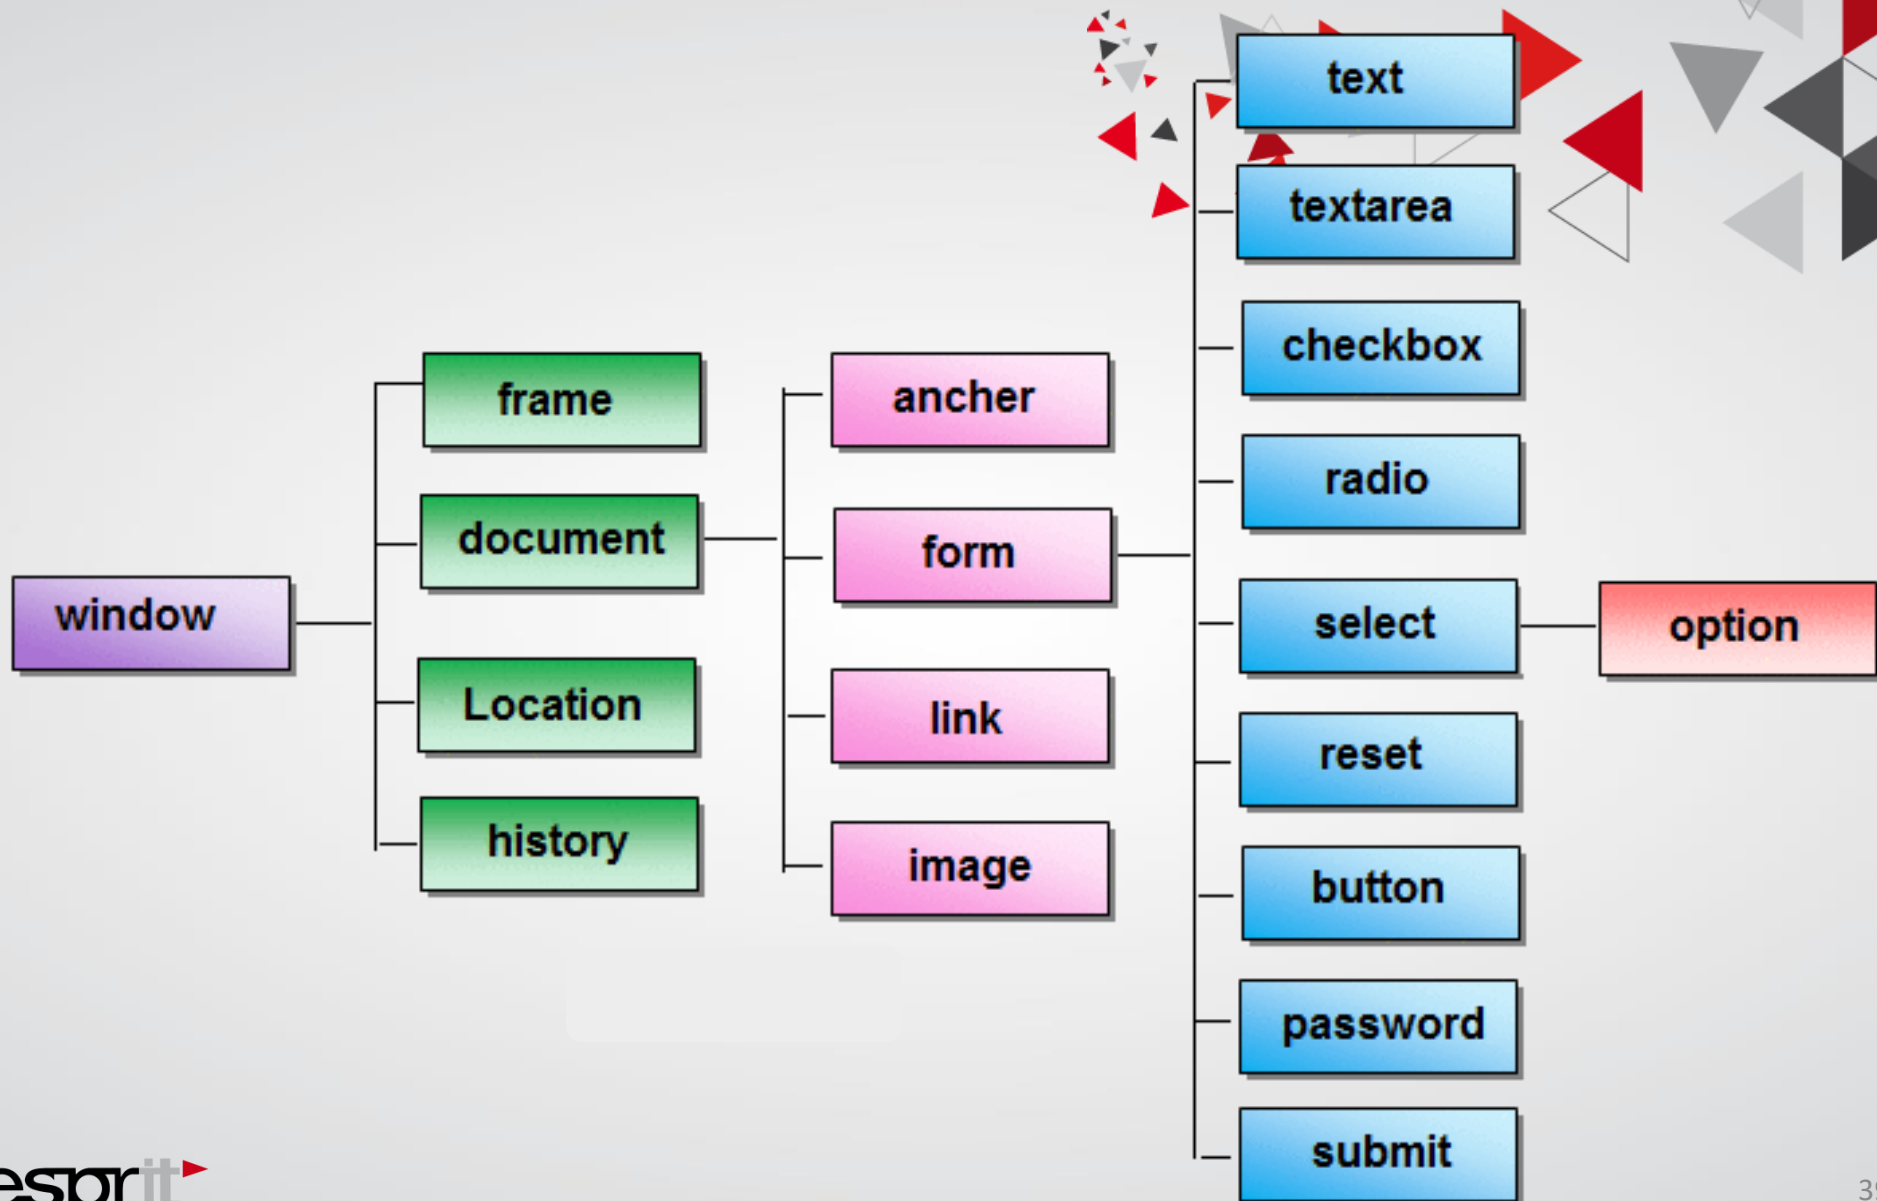 window
frame
document
Location
history
ancher
form
link
image
text
textarea
checkbox
radio
select
reset
button
password
submit
option
esprit